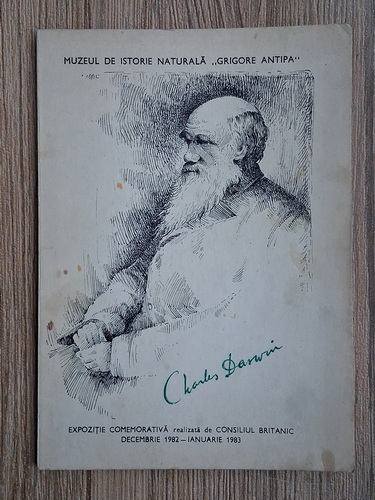 MUZEUL DE ISTORIE NATURALĂ „GRIGORE ANTIPA"
Charles Darwin
EXPOZIȚIE COMEMORATIVĂ realizată de CONSILIUL BRITANIC
DECEMBRIE 1982 — IANUARIE 1983